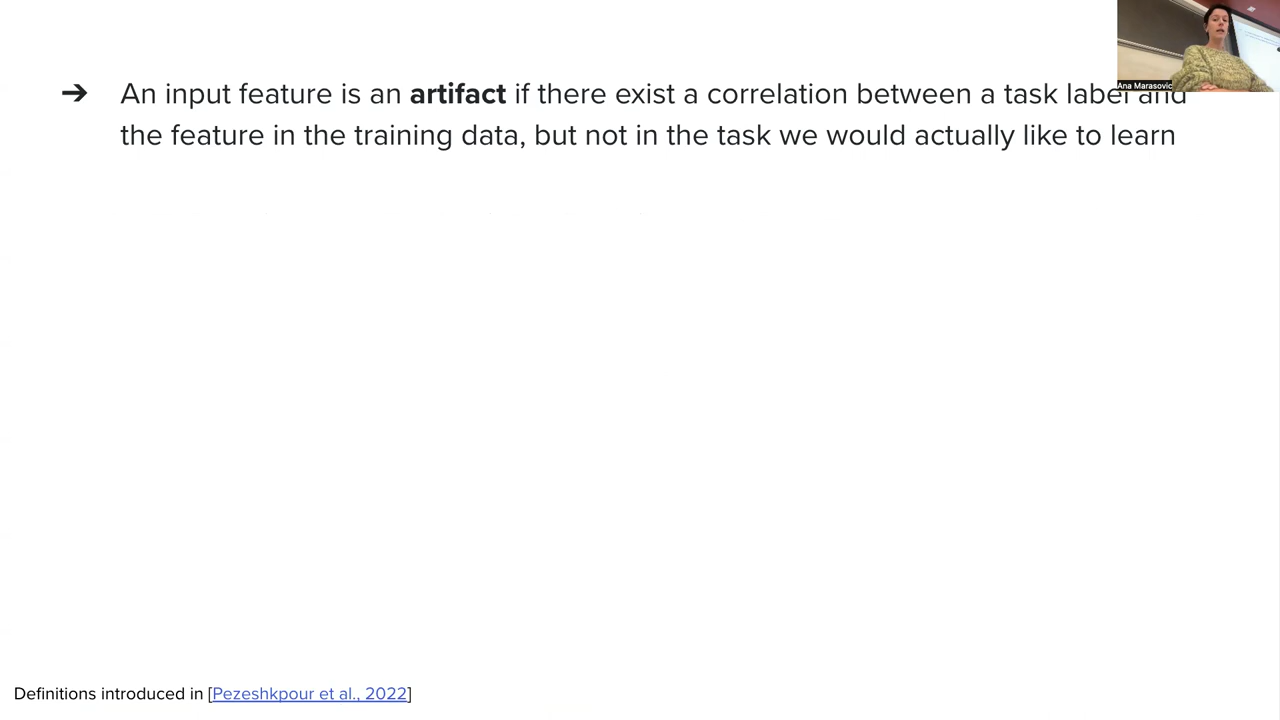 ➔ An input feature is an artifact if there exist a correlation between a task label and
the feature in the training data, but not in the task we would actually like to learn
Ana Marasovic
Definitions introduced in [Pezeshkpour et al., 2022]